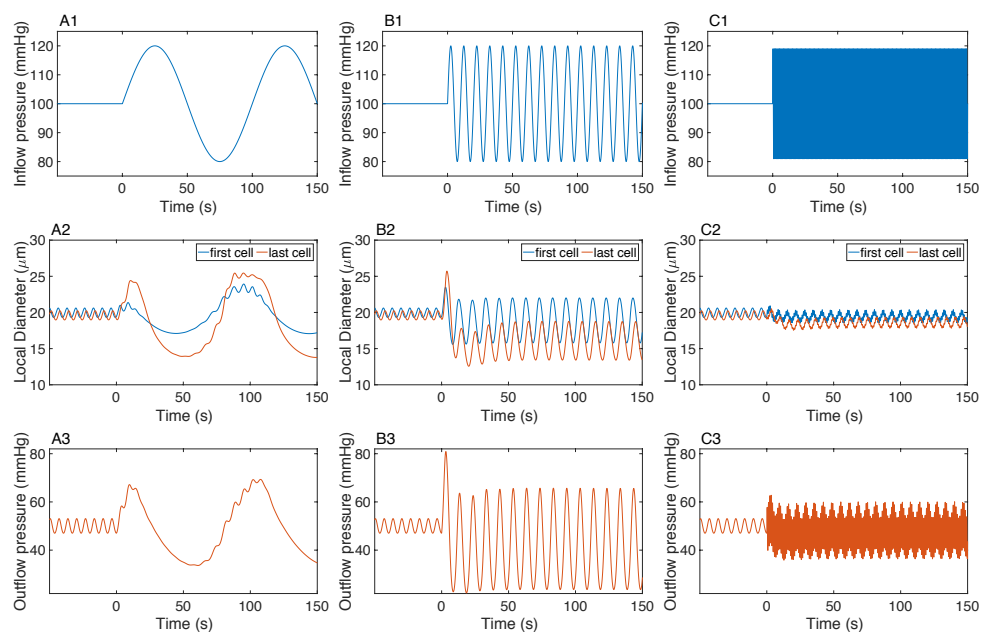 A1
Inflow pressure (mmHg)
120
100
80
0 50 100 150
Time (s)
B1
Inflow pressure (mmHg)
120
100
80
0 50 100 150
Time (s)
C1
Inflow pressure (mmHg)
120
100
80
0 50 100 150
Time (s)
A2
Local Diameter (μm)
30
25
20
15
10
first cell last cell
0 50 100 150
Time (s)
B2
Local Diameter (μm)
30
25
20
15
10
first cell last cell
0 50 100 150
Time (s)
C2
Local Diameter (μm)
30
25
20
15
10
first cell last cell
0 50 100 150
Time (s)
A3
Outflow pressure (mmHg)
80
60
40
0 50 100 150
Time (s)
B3
Outflow pressure (mmHg)
80
60
40
0 50 100 150
Time (s)
C3
Outflow pressure (mmHg)
80
60
40
0 50 100 150
Time (s)